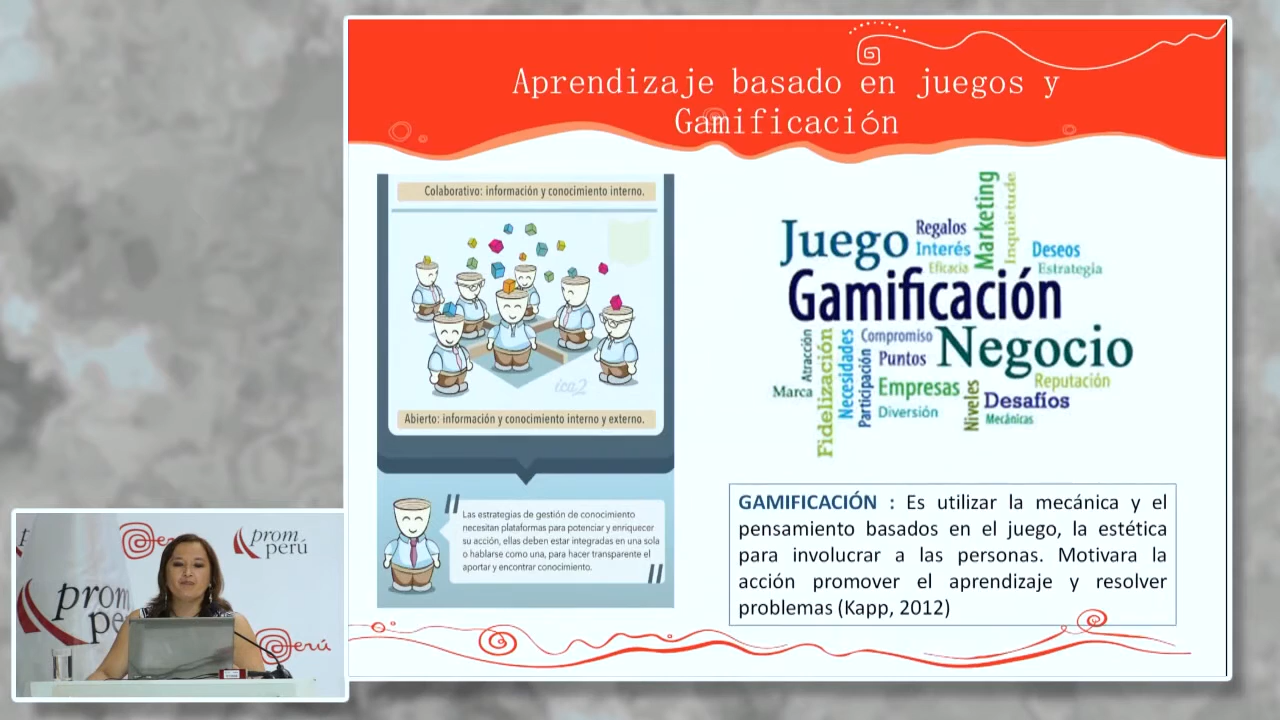 Aprendizaje basado en juegos y
Gamificación
Colaborativo: información y conocimiento interno.
ica2
Abierto: información y conocimiento interno y externo.
"Las estrategias de gestión de conocimiento
necesitan plataformas para potenciar y enriquecer
su acción, ellas deben estar integradas en una sola
o hablarse como una, para hacer transparente el
aportar y encontrar conocimiento."
Marketing
Inquietude
Juego
Regalos
Interés
Eficacia
Deseos
Estrategia
Gamificación
Atracción
Fidelización
Necesidades
Participación
Compromiso
Puntos
Negocio
Marca
Empresas
Diversión
Niveles
Reputación
Desafíos
Mecánicas
GAMIFICACIÓN : Es utilizar la mecánica y el
pensamiento basados en el juego, la estética
para involucrar a las personas. Motivara la
acción promover el aprendizaje y resolver
problemas (Kapp, 2012)
prom
perú
prom
pe
Perú